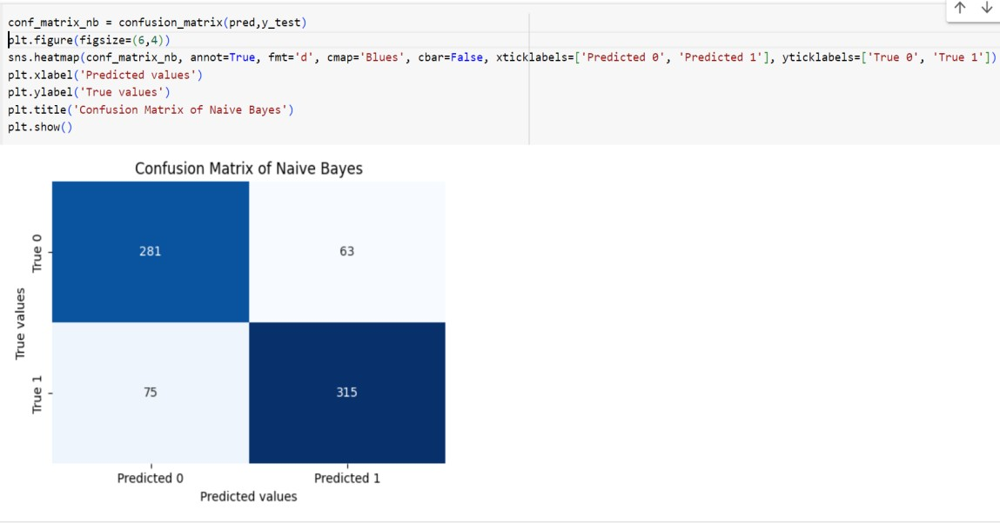 conf_matrix_nb = confusion_matrix(pred,y_test)
plt.figure(figsize=(6,4))
sns.heatmap(conf_matrix_nb, annot=True, fmt='d', cmap='Blues', cbar=False, xticklabels=['Predicted 0', 'Predicted 1'], yticklabels=['True 0', 'True 1'])
plt.xlabel('Predicted values')
plt.ylabel('True values')
plt.title('Confusion Matrix of Naive Bayes')
plt.show()
Confusion Matrix of Naive Bayes
True values
True 0
281
63
True 1
75
315
Predicted 0
Predicted 1
Predicted values